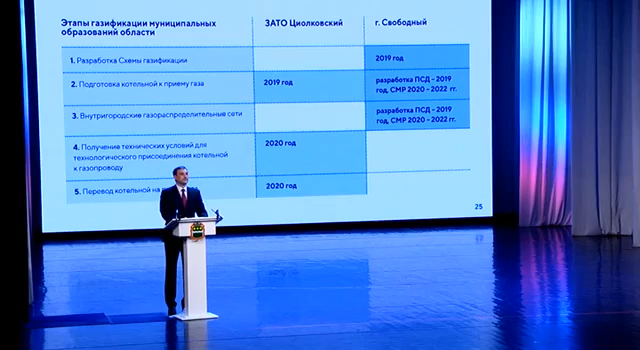 Этапы газификации муниципальных образований области
ЗАТО Циолковский
г. Свободный
1. Разработка Схемы газификации
2019 год
2. Подготовка котельной к приему газа
2019 год
разработка ПСД - 2019
год, СМР 2020 - 2022 гг.
3. Внутригородские газораспределительные сети
разработка ПСД - 2019
год, СМР 2020 - 2022 гг.
4. Получение технических условий для
технологического присоединения котельной
к газопроводу
2020 год
5. Перевод котельной на
2020 год
25